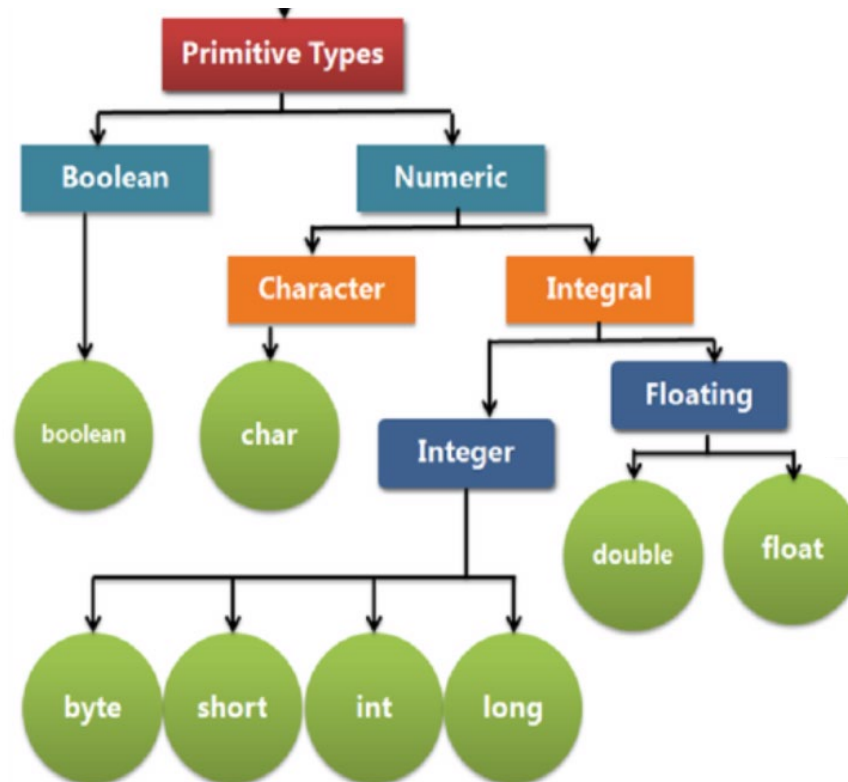 Primitive Types
Boolean
Numeric
Character
Integral
boolean
char
Integer
Floating
double
float
byte
short
int
long